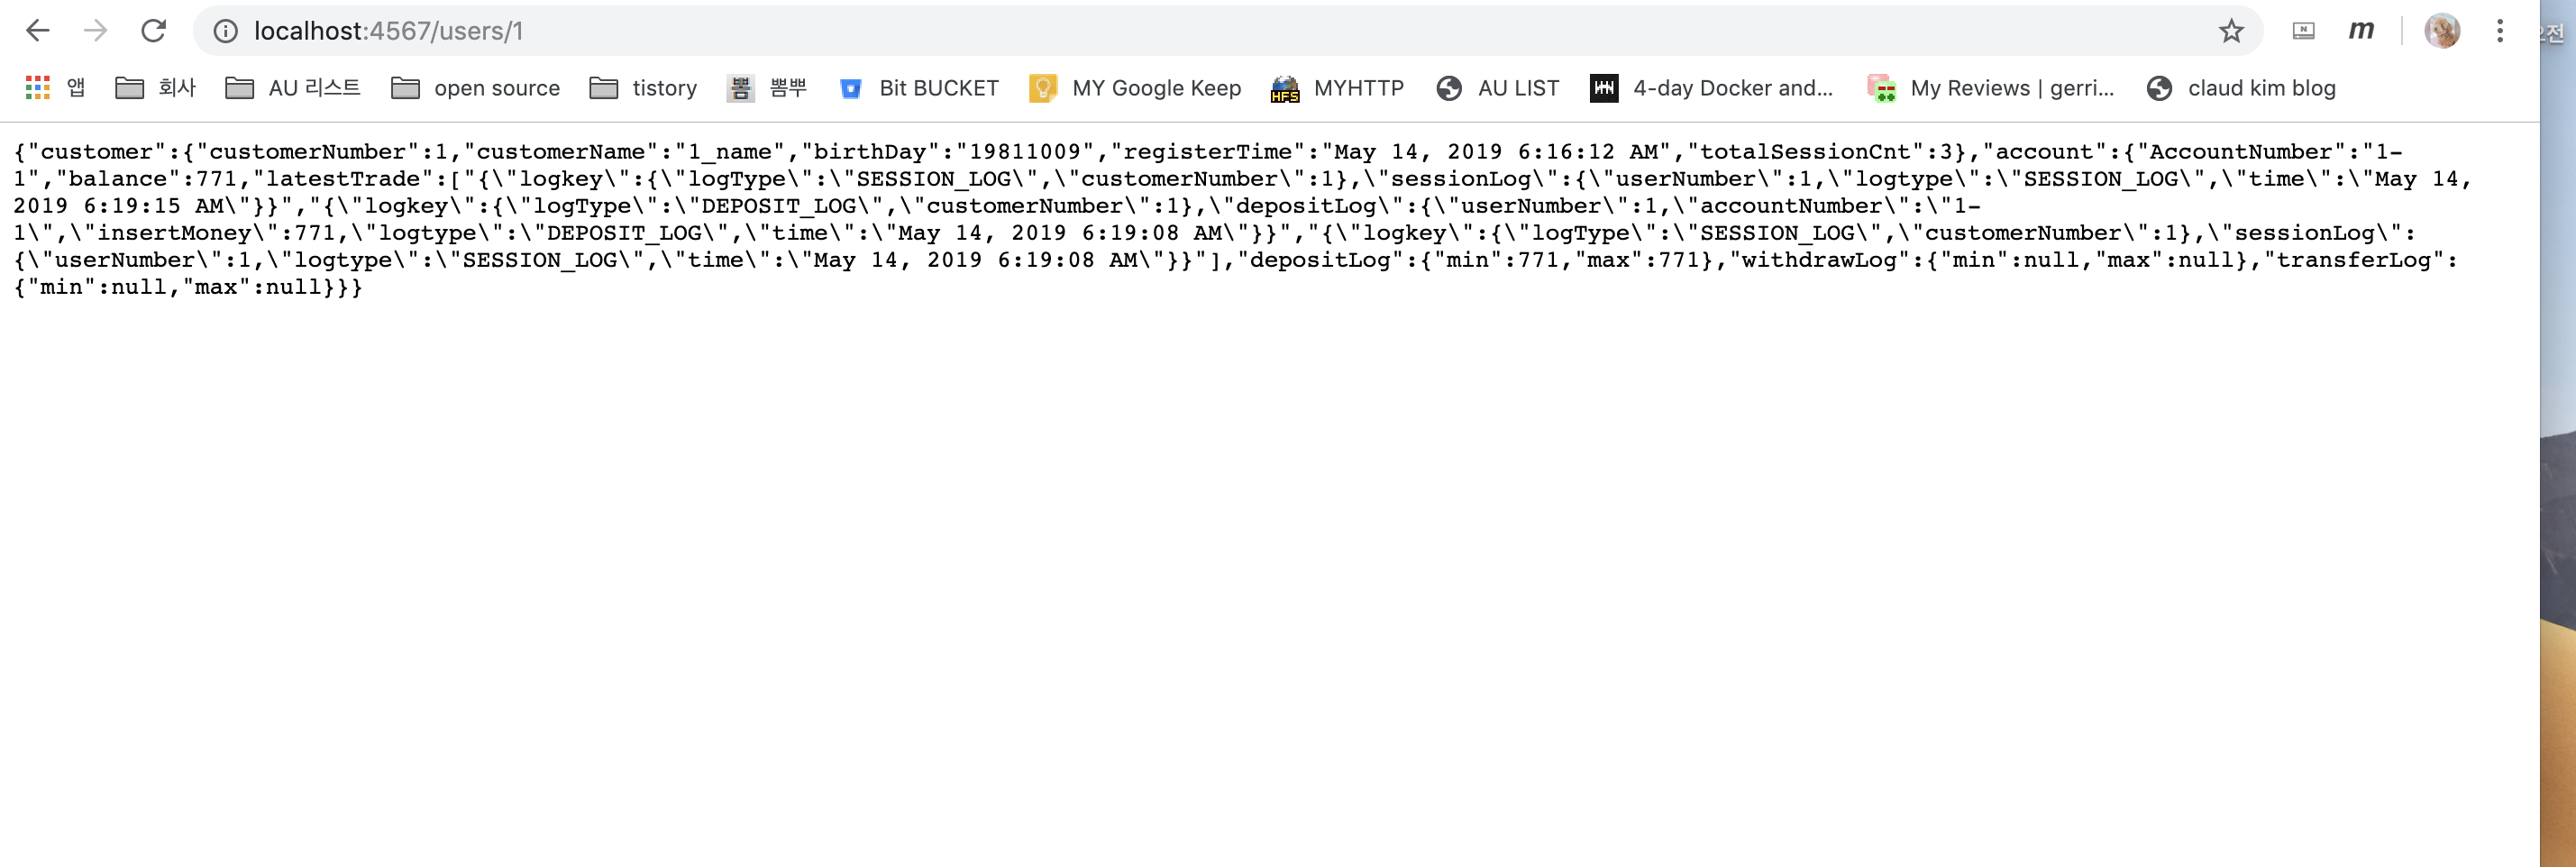 localhost:4567/users/1
앱 회사 AU 리스트 open source tistory 뽐뿌 Bit BUCKET MY Google Keep HFS MYHTTP AU LIST 4-day Docker and... My Reviews | gerri... claud kim blog
{"customer":{"customerNumber":1,"customerName":"1_name","birthDay":"19811009","registerTime":"May 14, 2019 6:16:12 AM","totalSessionCnt":3},"account":{"AccountNumber":"1-
1","balance":771,"latestTrade":["{\"logkey\":{\"logType\":\"SESSION_LOG\",\"customerNumber\":1},\"sessionLog\":{\"userNumber\":1,\"logtype\":\"SESSION_LOG\",\"time\":\"May 14,
2019 6:19:15 AM\"}}","{\"logkey\":{\"logType\":\"DEPOSIT_LOG\",\"customerNumber\":1},\"depositLog\":{\"userNumber\":1,\"accountNumber\":\"1-
1\",\"insertMoney\":771,\"logtype\":\"DEPOSIT_LOG\",\"time\":\"May 14, 2019 6:19:08 AM\"}}","{\"logkey\":{\"logType\":\"SESSION_LOG\",\"customerNumber\":1},\"sessionLog\":
{\"userNumber\":1,\"logtype\":\"SESSION_LOG\",\"time\":\"May 14, 2019 6:19:08 AM\"}}"],"depositLog":{"min":771,"max":771},"withdrawLog":{"min":null,"max":null},"transferLog":
{"min":null,"max":null}}}